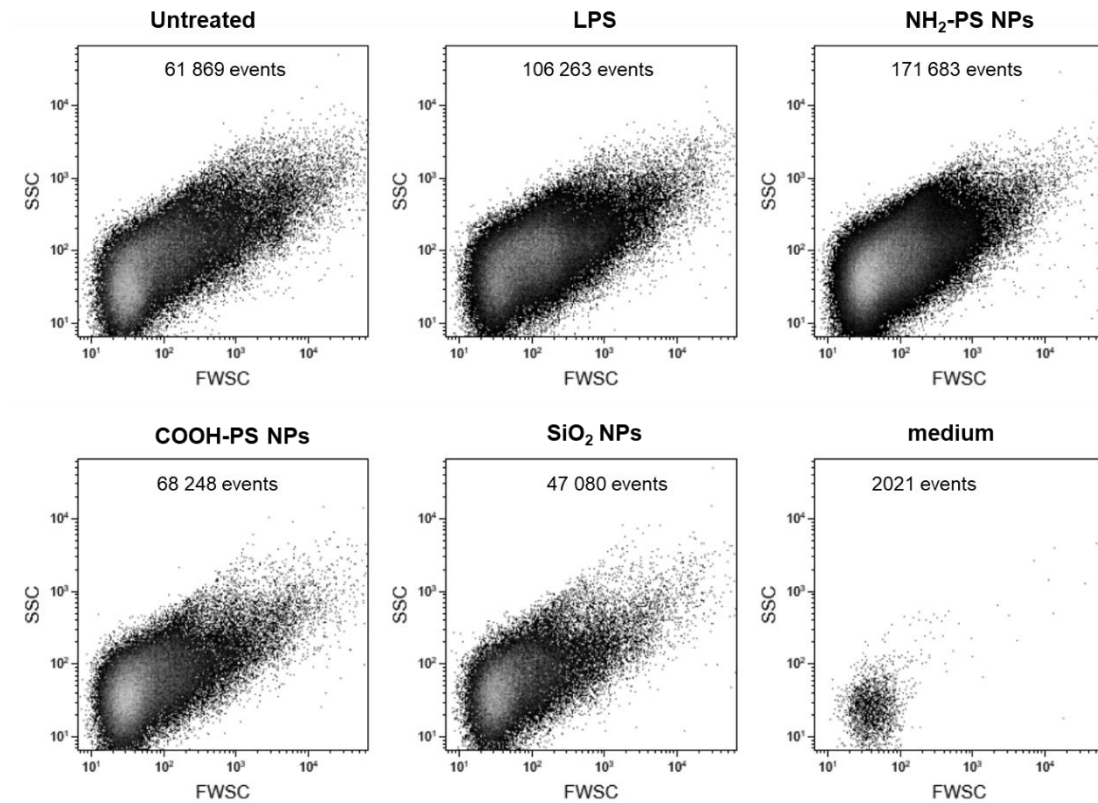 Untreated
61 869 events
10⁴
10³
10²
10¹
SSC
10¹ 10² 10³ 10⁴
FWSC
LPS
106 263 events
10⁴
10³
10²
10¹
SSC
10¹ 10² 10³ 10⁴
FWSC
NH₂-PS NPs
171 683 events
10⁴
10³
10²
10¹
SSC
10¹ 10² 10³ 10⁴
FWSC
COOH-PS NPs
68 248 events
10⁴
10³
10²
10¹
SSC
10¹ 10² 10³ 10⁴
FWSC
SiO₂ NPs
47 080 events
10⁴
10³
10²
10¹
SSC
10¹ 10² 10³ 10⁴
FWSC
medium
2021 events
10⁴
10³
10²
10¹
SSC
10¹ 10² 10³ 10⁴
FWSC